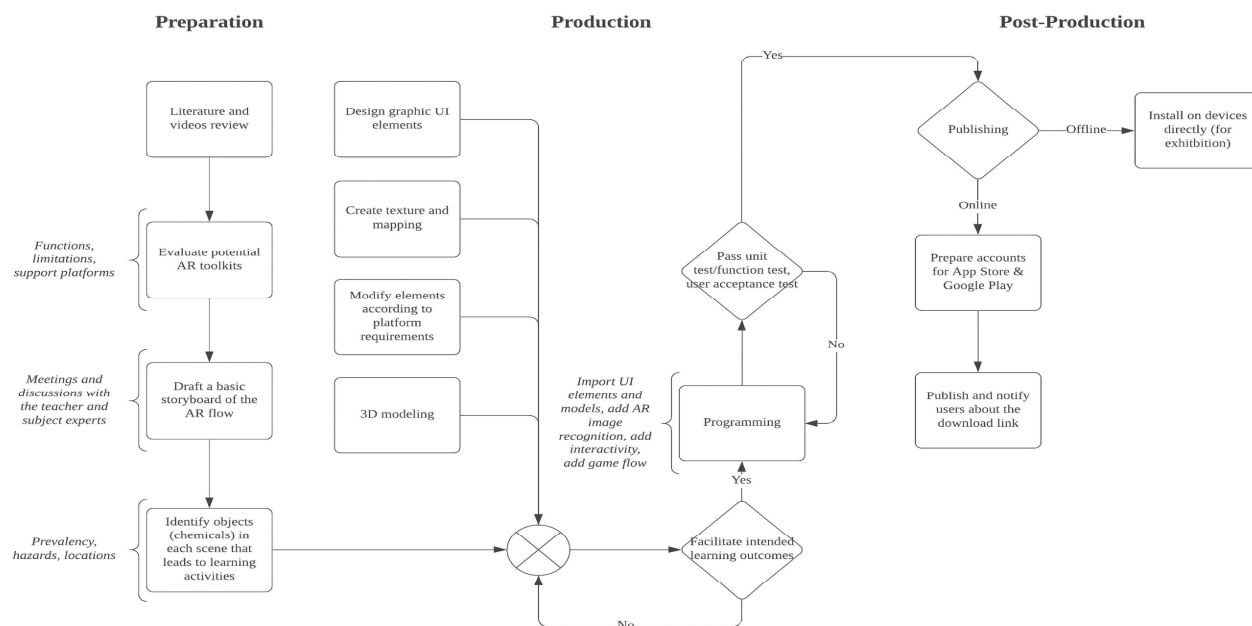 Preparation
Production
Post-Production
Literature and
videos review
Functions,
limitations,
support platforms
Evaluate potential
AR toolkits
Meetings and
discussions with
the teacher and
subject experts
Draft a basic
storyboard of the
AR flow
Prevalency,
hazards, locations
Identify objects
(chemicals) in
each scene that
leads to learning
activities
Design graphic UI
elements
Create texture and
mapping
Modify elements
according to
platform
requirements
3D modeling
Facilitate intended
learning outcomes
No
Yes
Import UI
elements and
models, add AR
image
recognition, add
interactivity,
add game flow
Programming
Pass unit
test/function test,
user acceptance test
No
Yes
Publishing
Offline
Install on devices
directly (for
exhitbition)
Online
Prepare accounts
for App Store &
Google Play
Publish and notify
users about the
download link